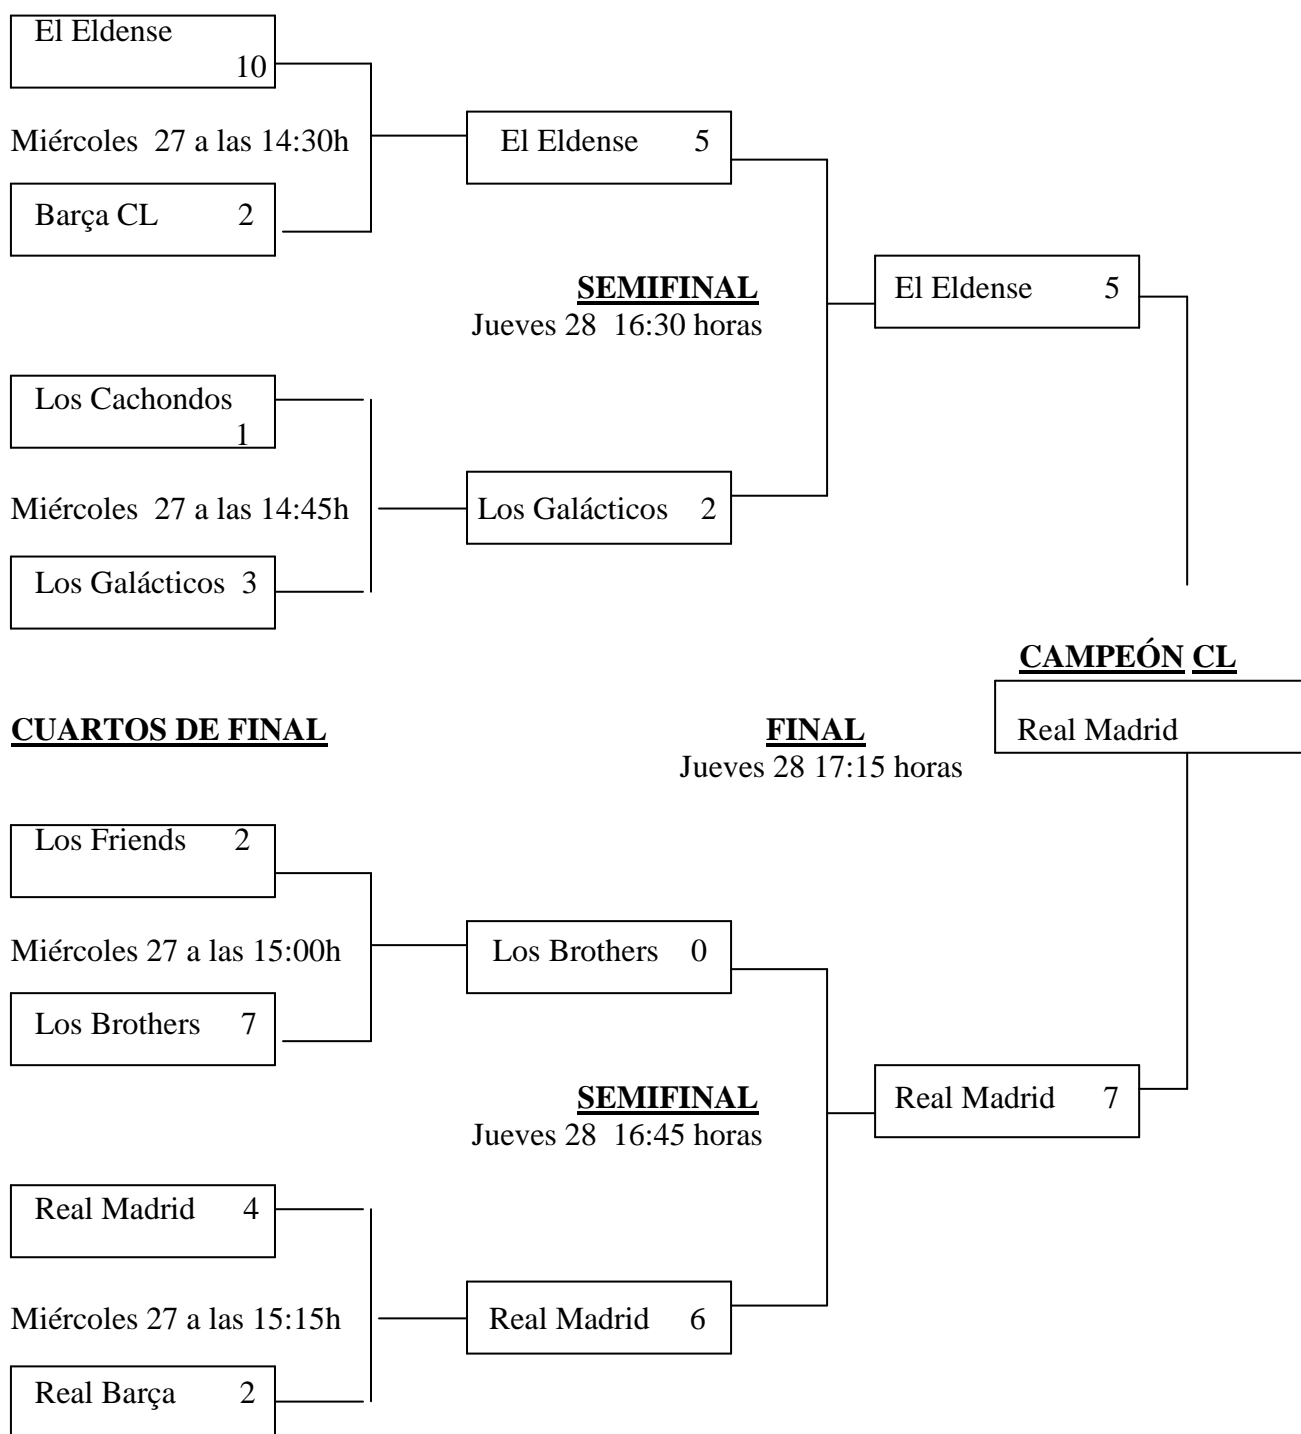 El Eldense
10
Miércoles  27 a las 14:30h
El Eldense 5
Barça CL 2
SEMIFINAL
Jueves 28  16:30 horas
El Eldense 5
Los Cachondos
1
Miércoles  27 a las 14:45h
Los Galácticos 2
Los Galácticos 3
CAMPEÓN CL
Real Madrid
CUARTOS DE FINAL
FINAL
Jueves 28 17:15 horas
Los Friends 2
Miércoles 27 a las 15:00h
Los Brothers 0
Los Brothers 7
SEMIFINAL
Jueves 28  16:45 horas
Real Madrid 7
Real Madrid 4
Miércoles 27 a las 15:15h
Real Madrid 6
Real Barça 2